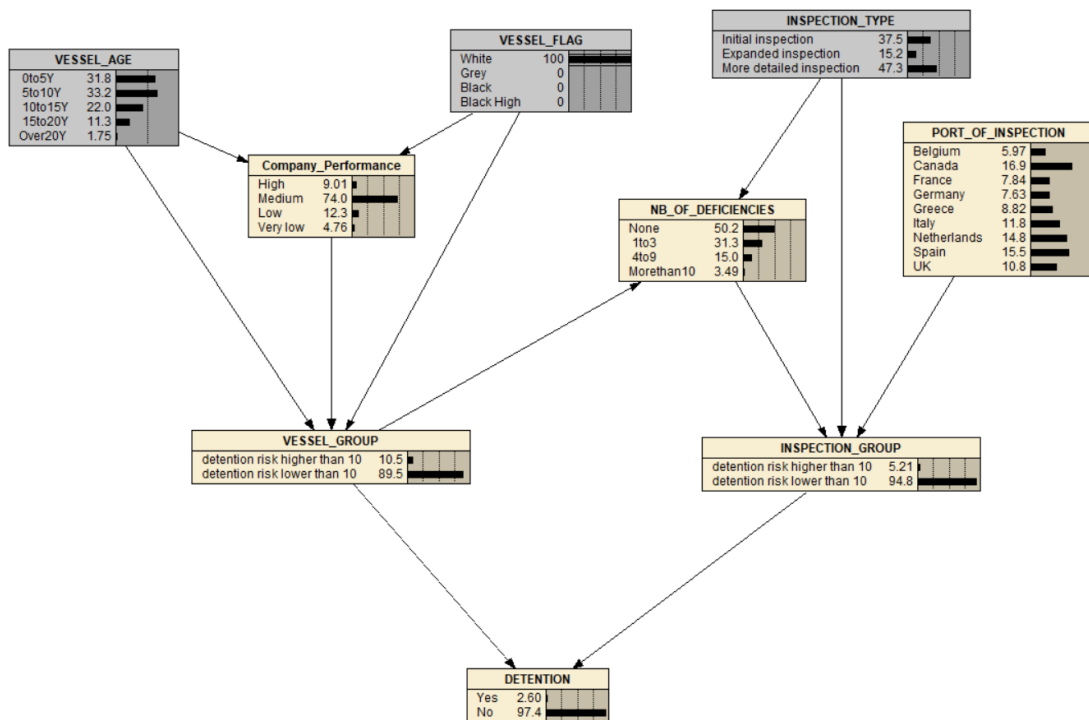 INSPECTION_TYPE
Initial inspection 37.5
Expanded inspection 15.2
More detailed inspection 47.3
VESSEL_FLAG
White 100
Grey 0
Black 0
Black High 0
VESSEL_AGE
0to5Y 31.8
5to10Y 33.2
10to15Y 22.0
15to20Y 11.3
Over20Y 1.75
PORT_OF_INSPECTION
Belgium 5.97
Canada 16.9
France 7.84
Germany 7.63
Greece 8.82
Italy 11.8
Netherlands 14.8
Spain 15.5
UK 10.8
Company_Performance
High 9.01
Medium 74.0
Low 12.3
Very low 4.76
NB_OF_DEFICIENCIES
None 50.2
1to3 31.3
4to9 15.0
Morethan10 3.49
VESSEL_GROUP
detention risk higher than 10 10.5
detention risk lower than 10 89.5
INSPECTION_GROUP
detention risk higher than 10 5.21
detention risk lower than 10 94.8
DETENTION
Yes 2.60
No 97.4